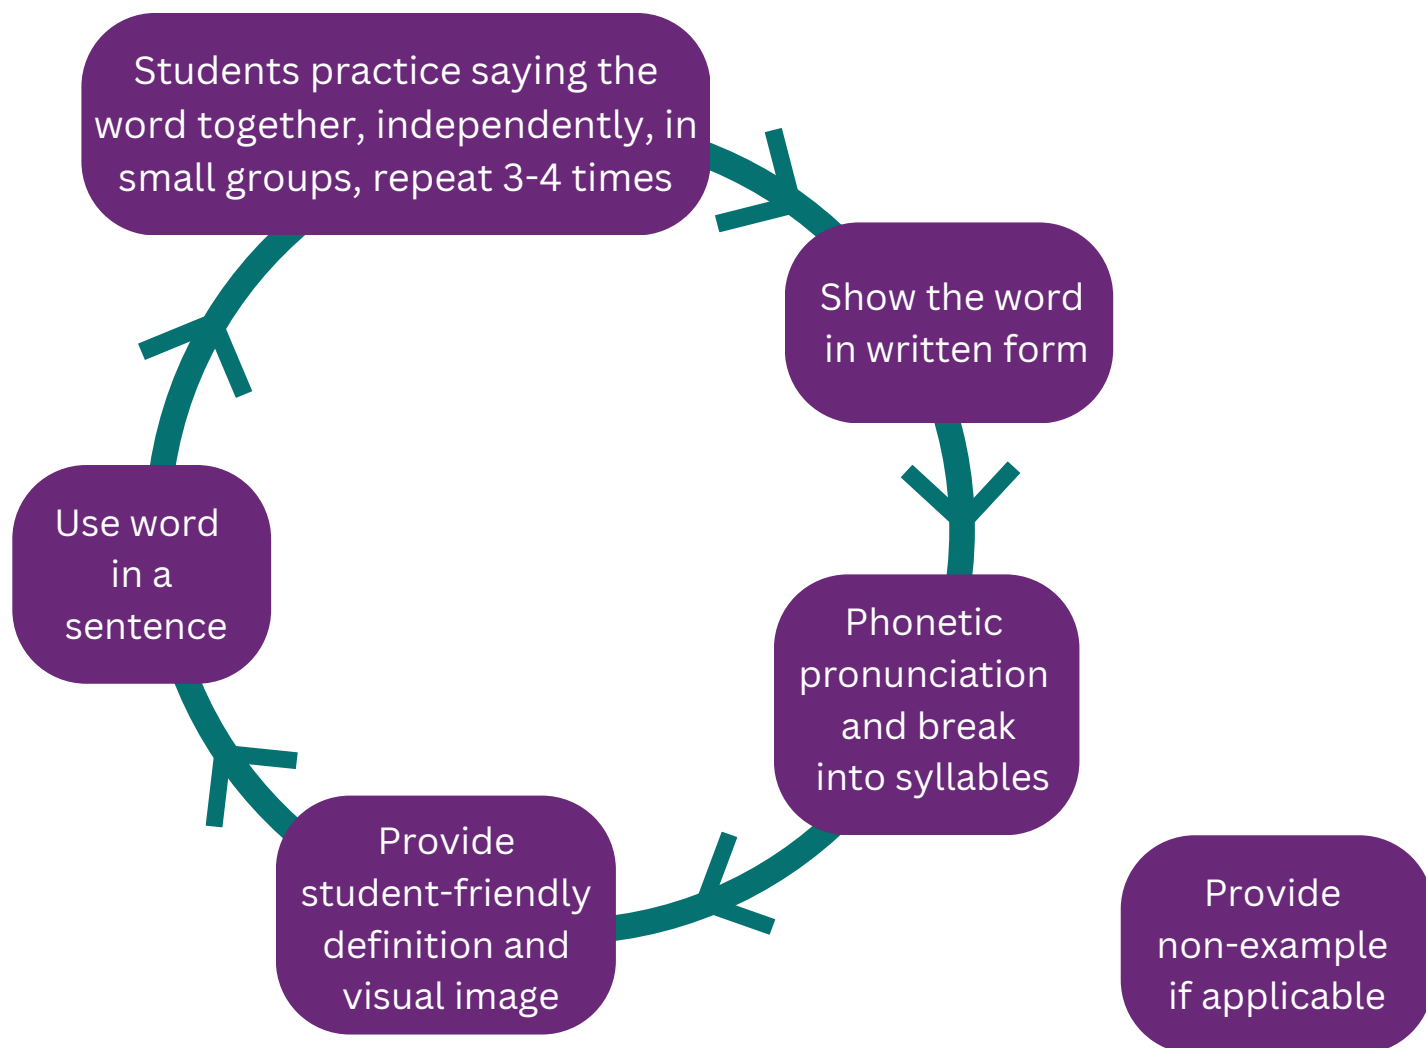 Students practice saying the
word together, independently, in
small groups, repeat 3-4 times
Show the word
in written form
Phonetic
pronunciation
and break
into syllables
Provide
student-friendly
definition and
visual image
Use word
in a
sentence
Provide
non-example
if applicable